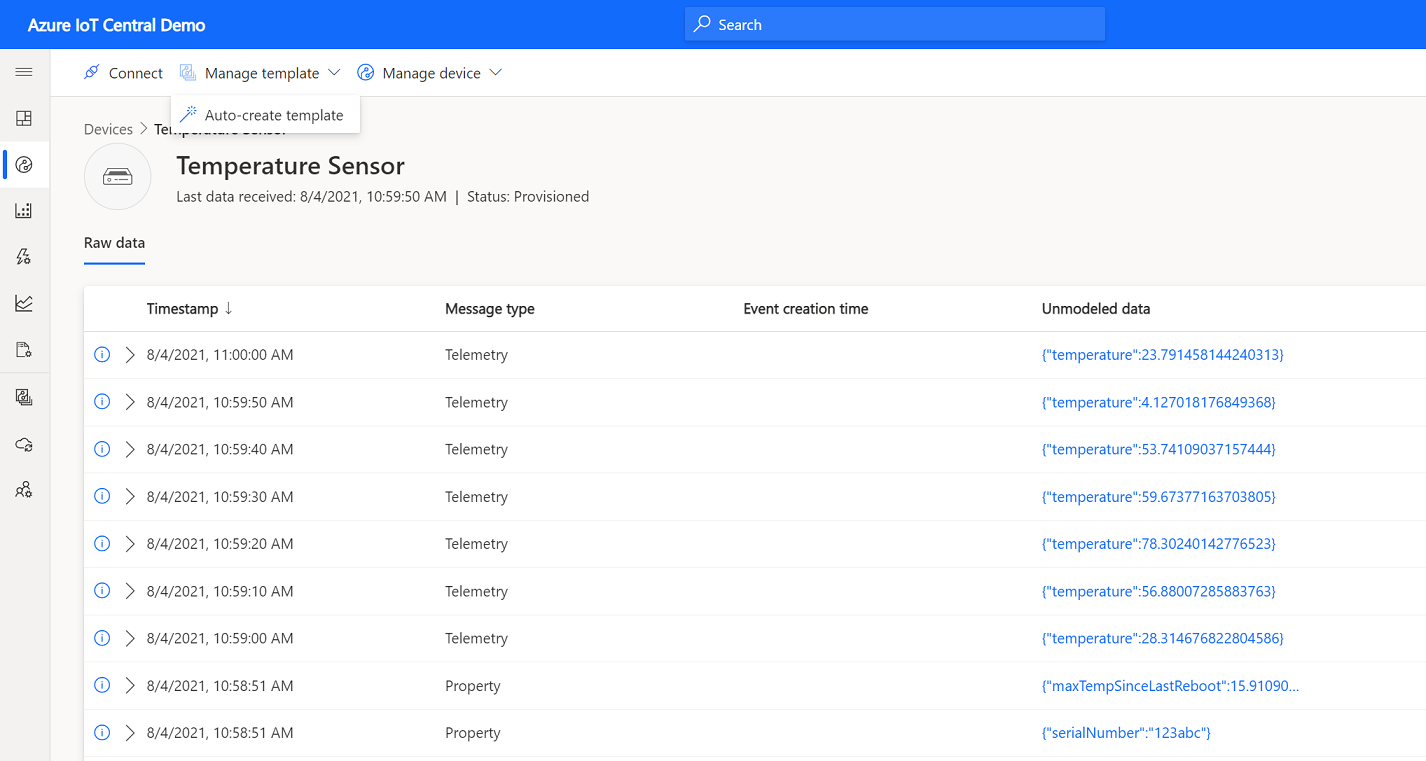 Azure IoT Central Demo
Search
Connect Manage template Manage device
Auto-create template
Devices > Temperature Sensor
Temperature Sensor
Last data received: 8/4/2021, 10:59:50 AM | Status: Provisioned
Raw data
Timestamp ↓ Message type Event creation time Unmodeled data
8/4/2021, 11:00:00 AM Telemetry {"temperature":23.791458144240313}
8/4/2021, 10:59:50 AM Telemetry {"temperature":4.127018176849368}
8/4/2021, 10:59:40 AM Telemetry {"temperature":53.74109037157444}
8/4/2021, 10:59:30 AM Telemetry {"temperature":59.67377163703805}
8/4/2021, 10:59:20 AM Telemetry {"temperature":78.30240142776523}
8/4/2021, 10:59:10 AM Telemetry {"temperature":56.88007285883763}
8/4/2021, 10:59:00 AM Telemetry {"temperature":28.314676822804586}
8/4/2021, 10:58:51 AM Property {"maxTempSinceLastReboot":15.91090...
8/4/2021, 10:58:51 AM Property {"serialNumber":"123abc"}